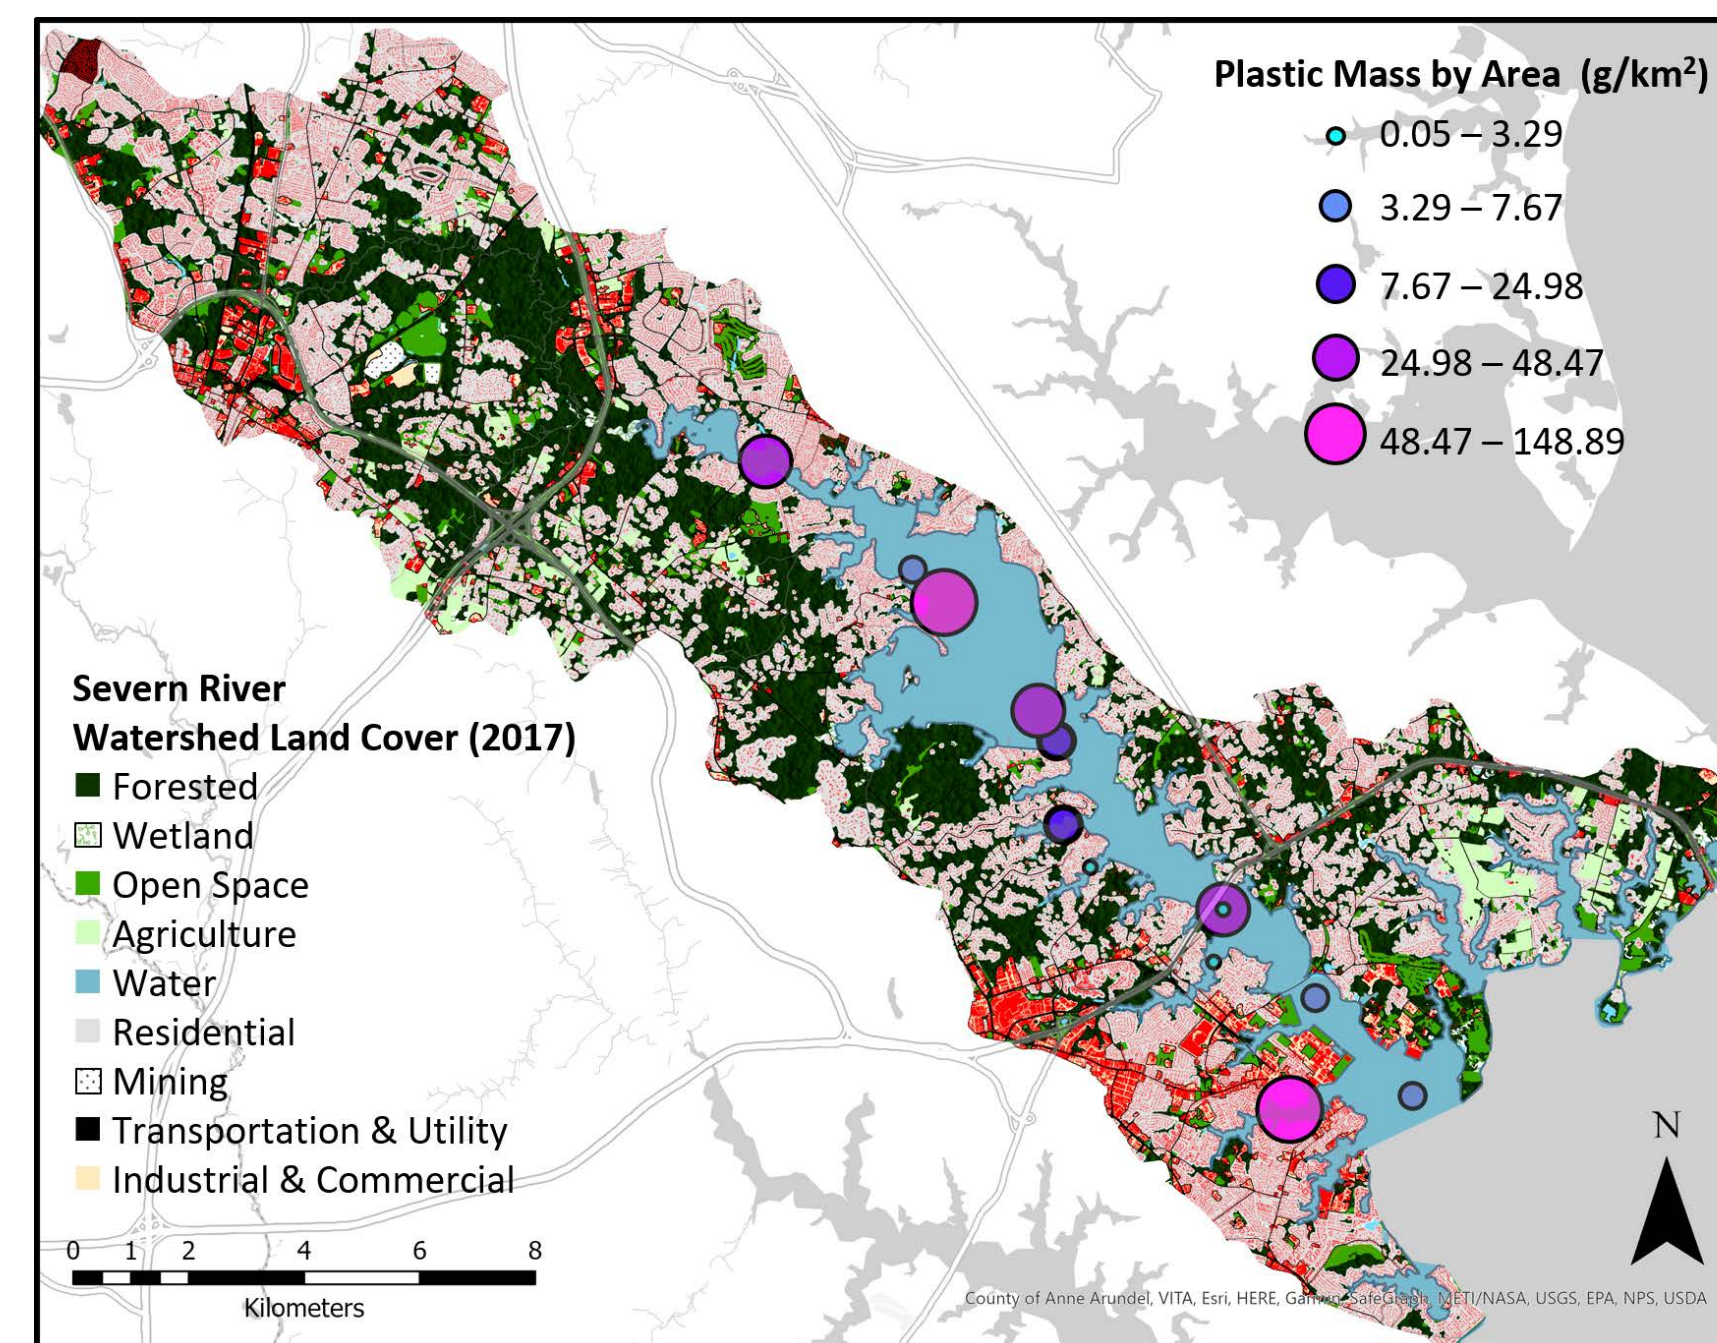 Plastic Mass by Area (g/km²)
0.05 – 3.29
3.29 – 7.67
7.67 – 24.98
24.98 – 48.47
48.47 – 148.89
Severn River
Watershed Land Cover (2017)
Forested
Wetland
Open Space
Agriculture
Water
Residential
Mining
Transportation & Utility
Industrial & Commercial
0 1 2 4 6 8
Kilometers
N
County of Anne Arundel, VITA, Esri, HERE, Garmin, SafeGraph, METI/NASA, USGS, EPA, NPS, USDA